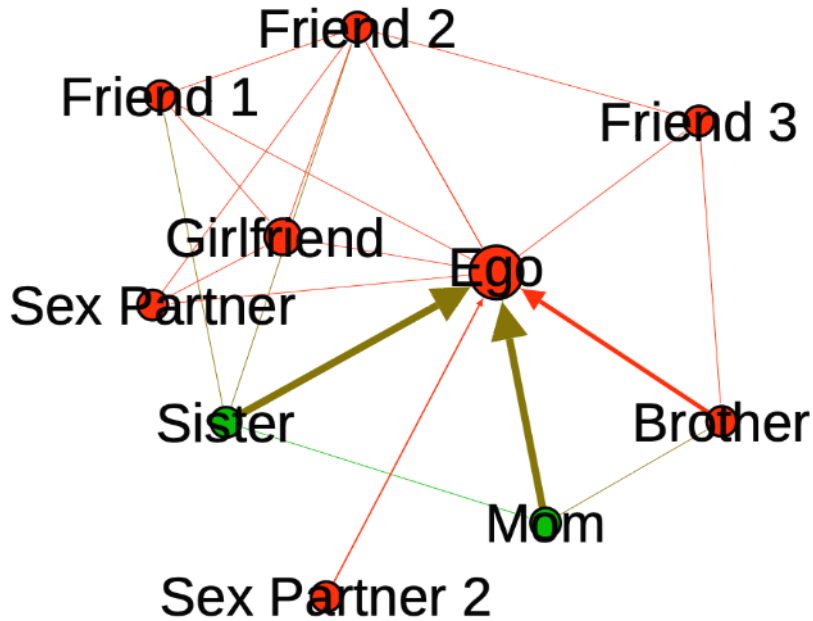 Friend 2
Friend 1
Friend 3
Girlfriend
Ego
Sex Partner
Sister
Brother
Mom
Sex Partner 2